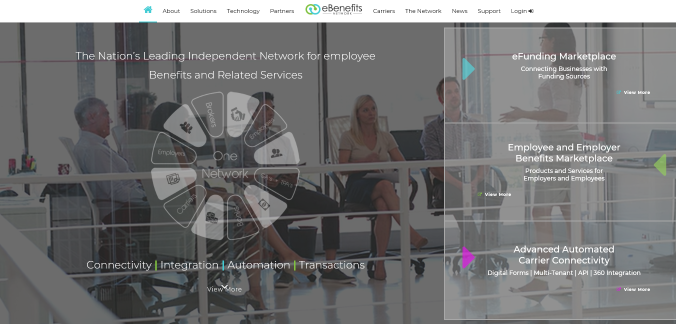 About Solutions Technology Partners eBenefits NETWORK Carriers The Network News Support Login
The Nation's Leading Independent Network for employee
Benefits and Related Services
eFunding Marketplace
Connecting Businesses with
Funding Sources
View More
Brokers
Employers
One
Network
Employee and Employer
Benefits Marketplace
Products and Services for
Employers and Employees
View More
Connectivity | Integration | Automation | Transactions
View More
Advanced Automated
Carrier Connectivity
Digital Forms | Multi-Tenant | API | 360 Integration
View More